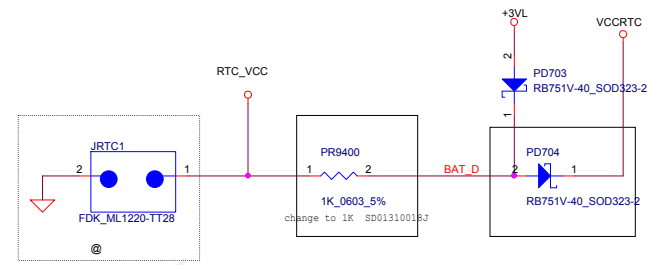 +3VL
VCCRTC
RTC_VCC
2
PD703
RB751V-40_SOD323-2
1
JRTC1
2
1
FDK_ML1220-TT28
@
PR9400
1
2
1K_0603_5%
change to 1K SD01310018J
BAT_D
PD704
2
1
RB751V-40_SOD323-2